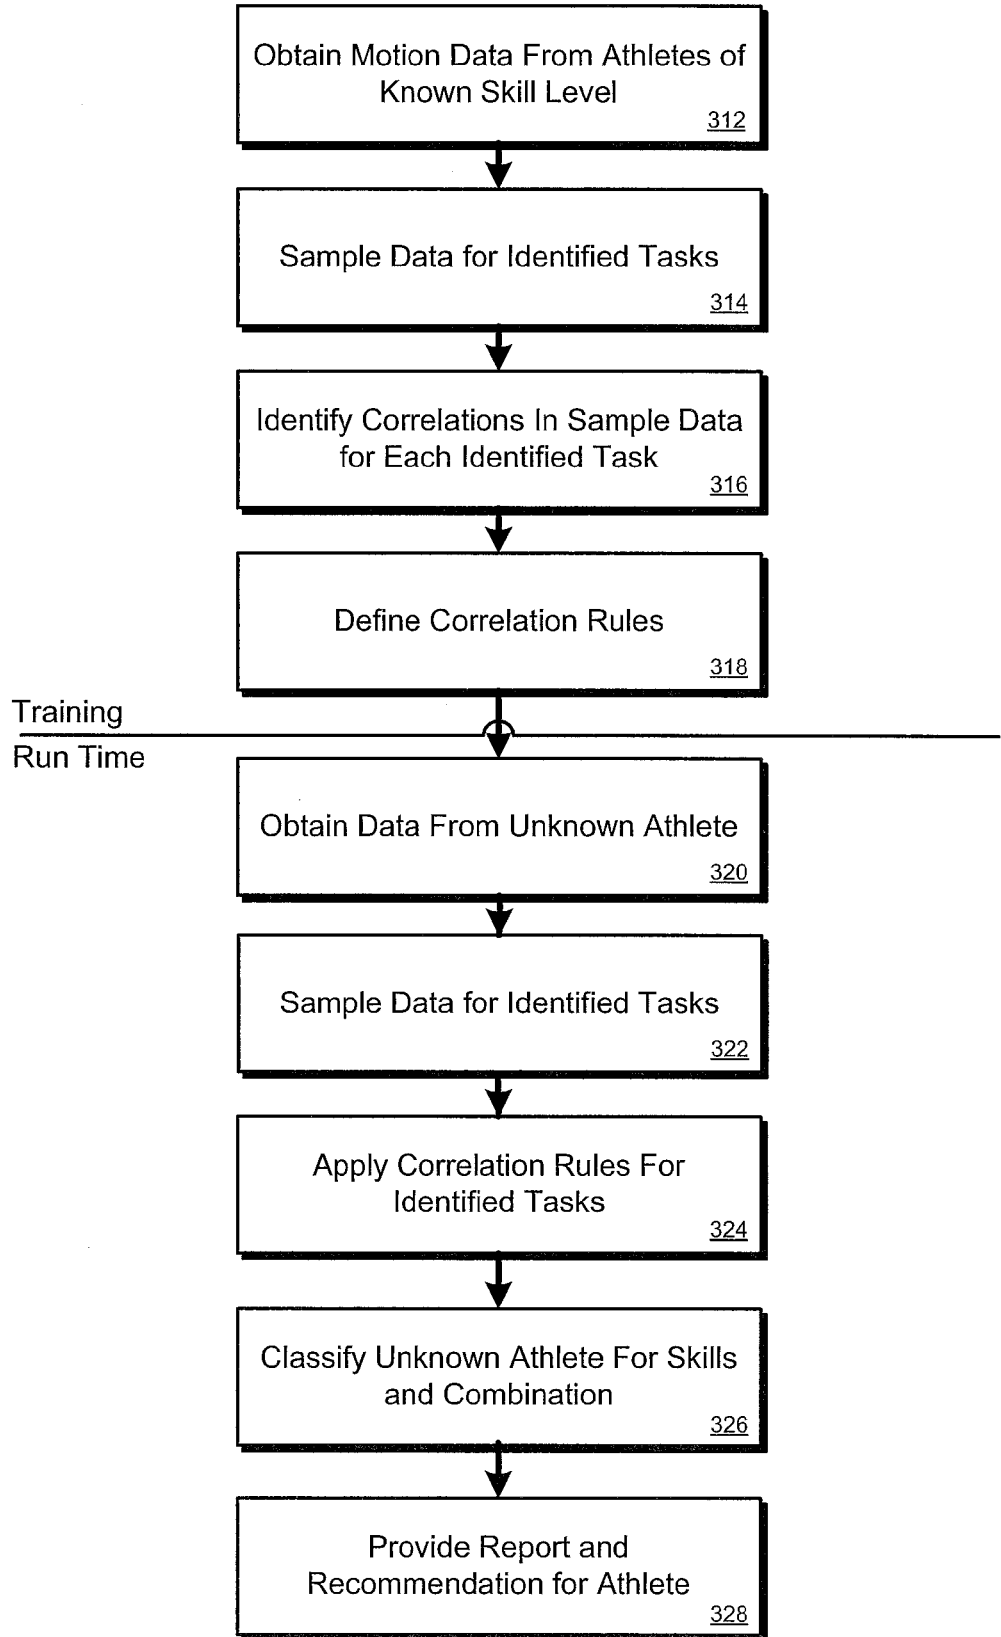 Obtain Motion Data From Athletes of
Known Skill Level
312
Sample Data for Identified Tasks
314
Identify Correlations In Sample Data
for Each Identified Task
316
Define Correlation Rules
318
Training
Run Time
Obtain Data From Unknown Athlete
320
Sample Data for Identified Tasks
322
Apply Correlation Rules For
Identified Tasks
324
Classify Unknown Athlete For Skills
and Combination
326
Provide Report and
Recommendation for Athlete
328